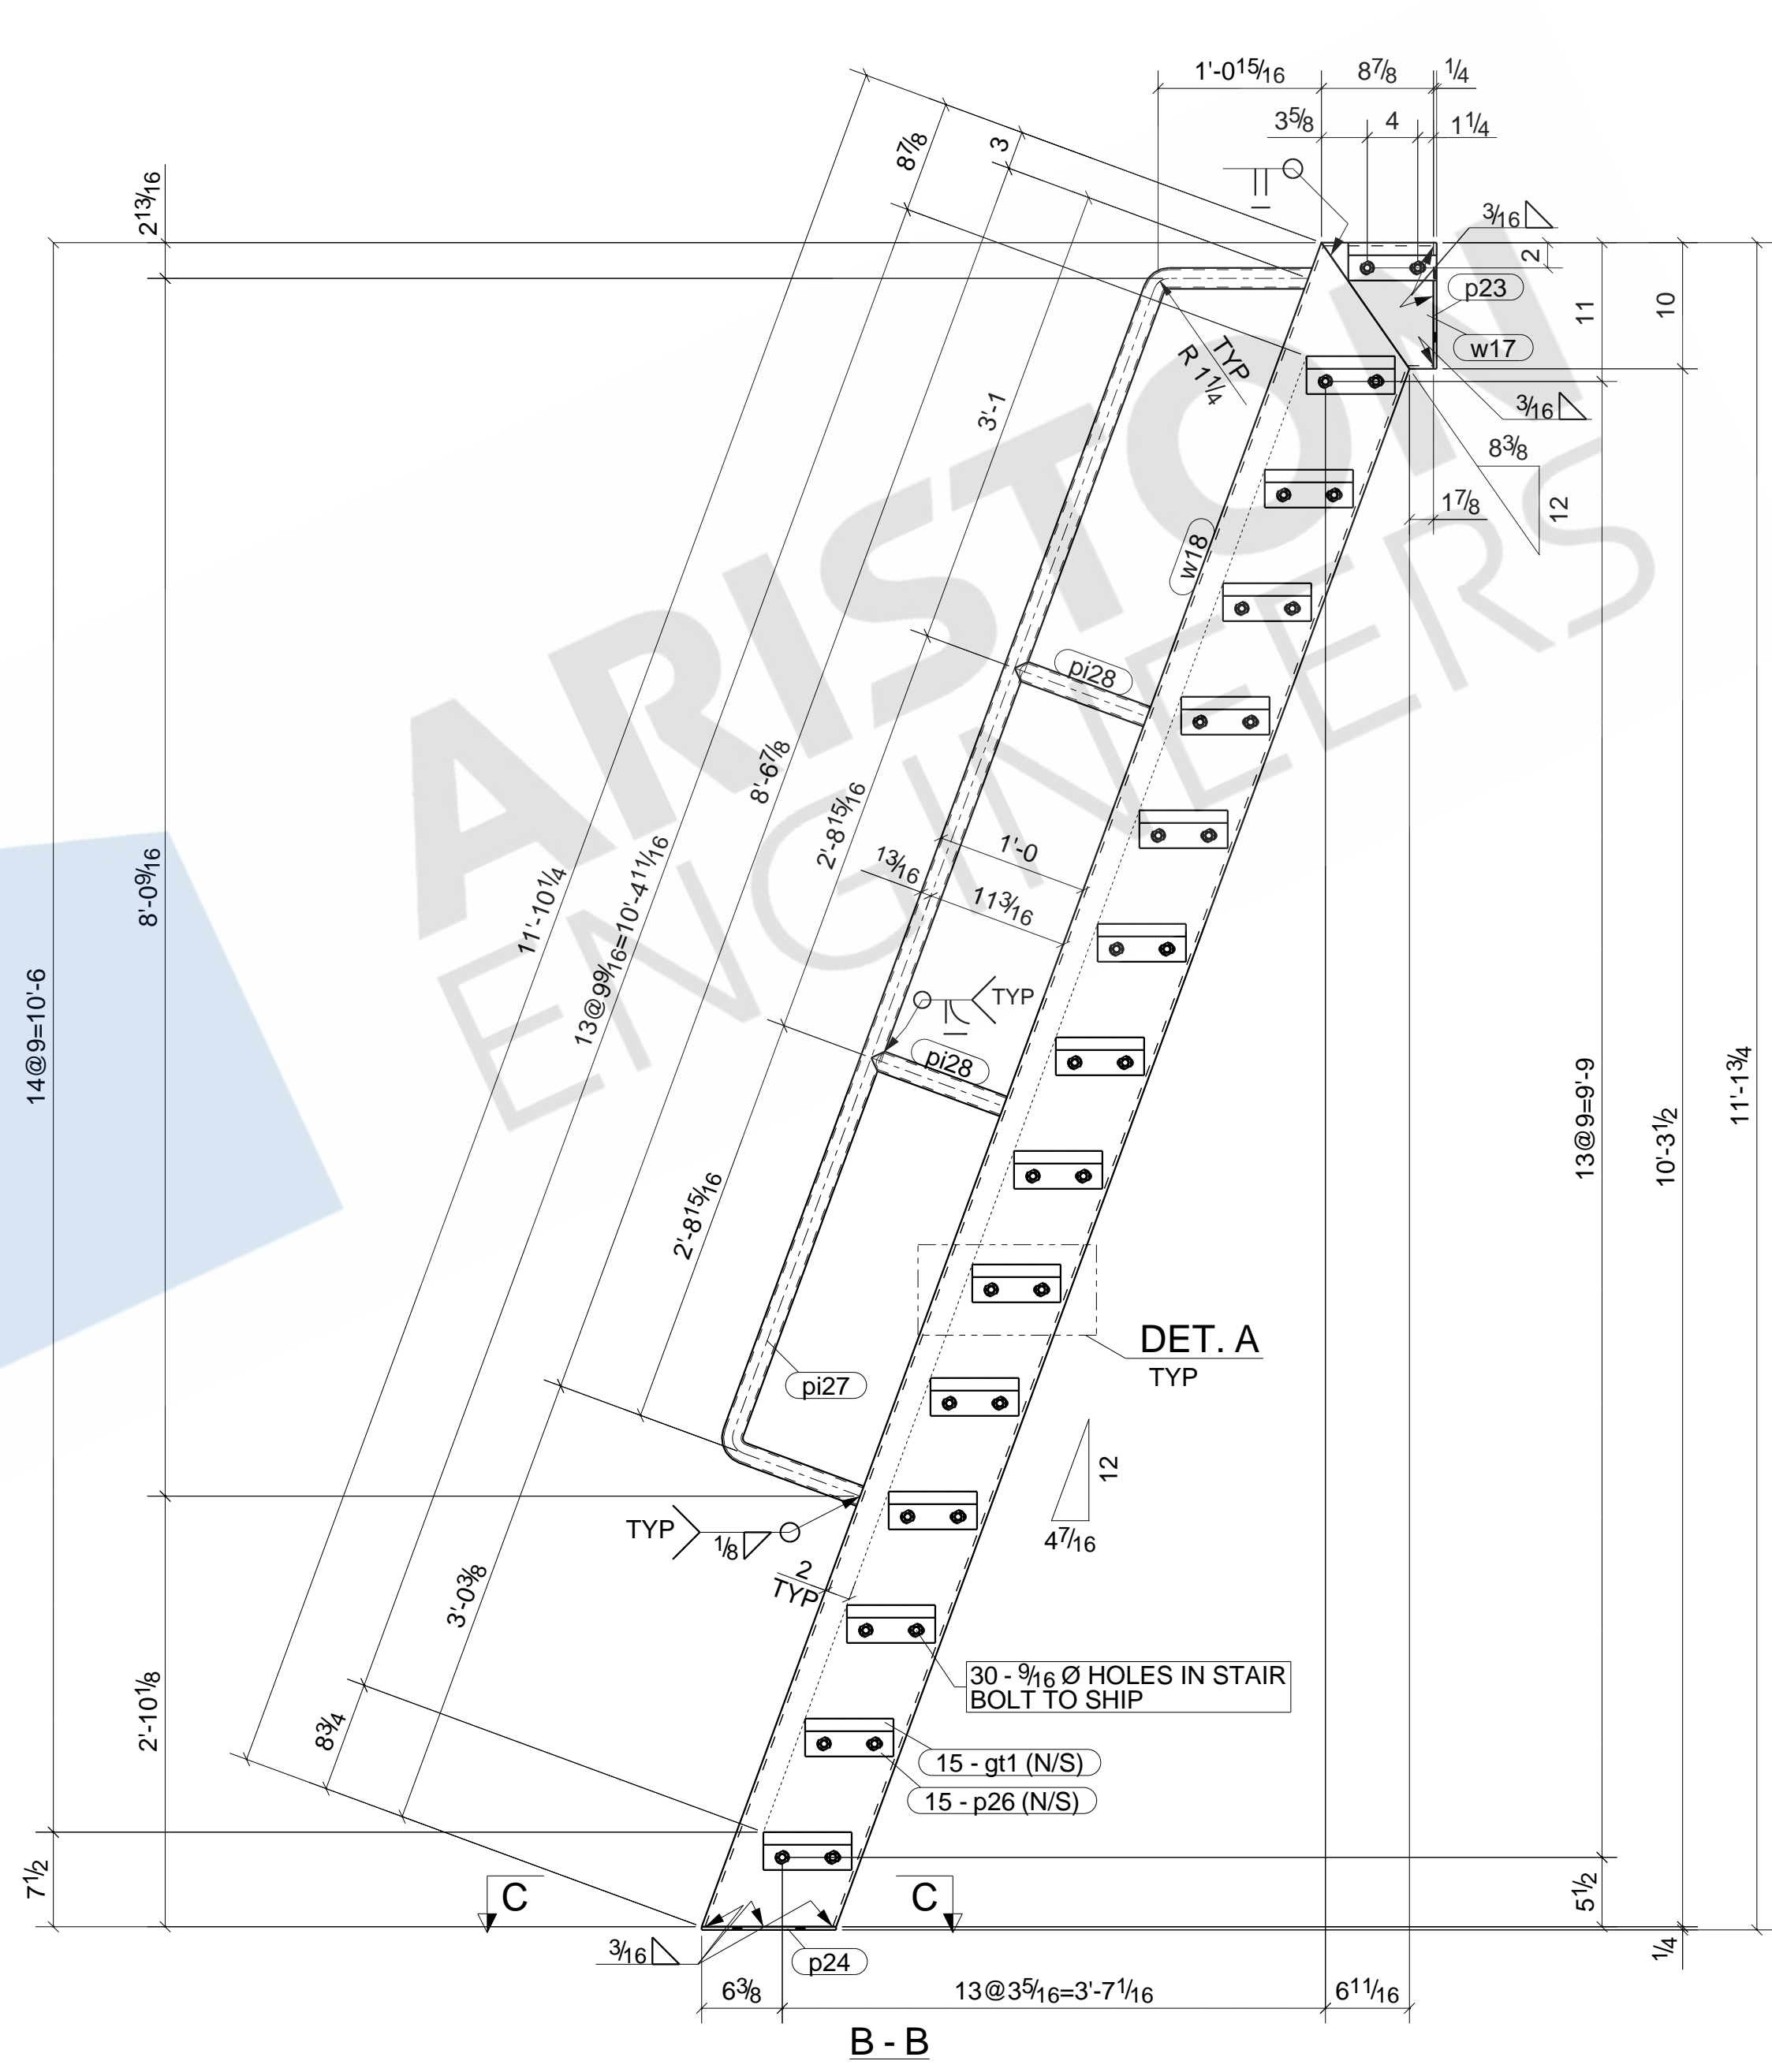 1'-0 15/16
8 7/8
1/4
3 5/8
4
1 1/4
8 7/8
3
2 13/16
3/16
2
p23
11
10
w17
TYP
R 1 1/4
3/16
3'-1
8 3/8
12
1 7/8
w18
ARISTON
ENGINEERS
pi28
8'-6 7/8
2'-8 15/16
1'-0
13/16
11 3/16
8'-0 9/16
11'-10 1/4
13@9 9/16=10'-4 11/16
14@9=10'-6
TYP
pi28
13@9=9'-9
10'-3 1/2
11'-1 3/4
2'-8 15/16
DET. A
TYP
pi27
12
4 7/16
TYP
1/8
2
TYP
3'-0 3/8
30 - 9/16 Ø HOLES IN STAIR
BOLT TO SHIP
2'-10 1/8
8 3/4
15 - gt1 (N/S)
15 - p26 (N/S)
7 1/2
C
C
5 1/2
3/16
p24
1/4
6 3/8
13@3 5/16=3'-7 1/16
6 11/16
B - B